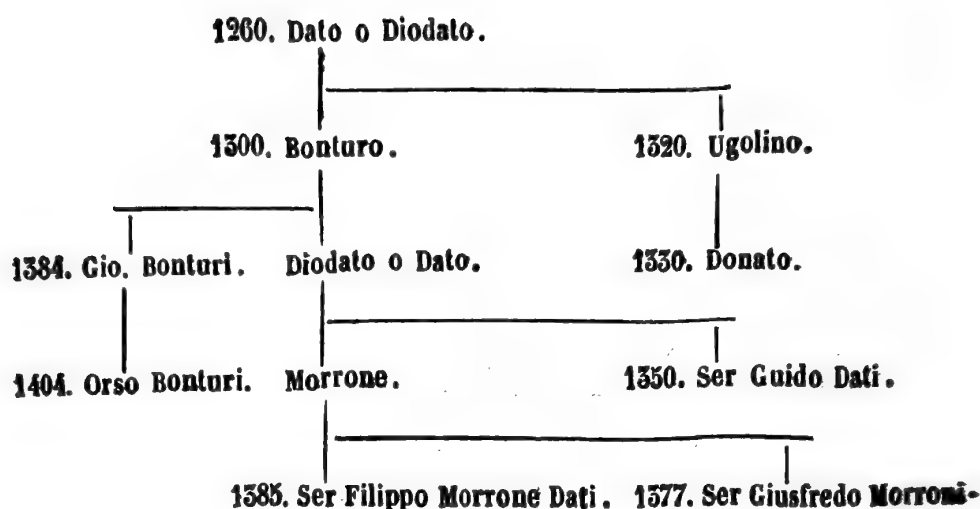 1260. Dato o Diodato.
1300. Bonturo. 1320. Ugolino.
1384. Gio. Bonturi. Diodato o Dato. 1330. Donato.
1404. Orso Bonturi. Morrone. 1350. Ser Guido Dati.
1385. Ser Filippo Morrone Dati. 1377. Ser Giusfredo Morroni-